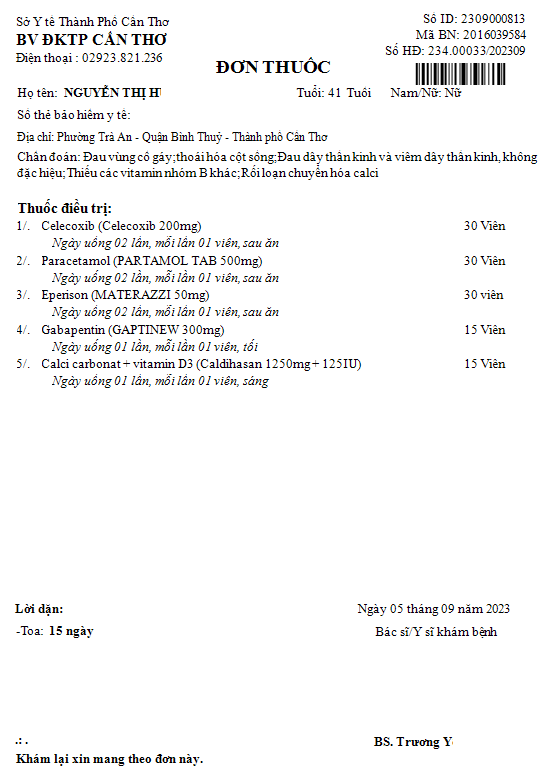 Sở Y tế Thành Phố Cần Thơ
Số ID: 2309000813
BV ĐKTP CẦN THƠ
Mã BN: 2016039584
Điện thoại : 02923.821.236
Số HĐ: 234.00033/202309
ĐƠN THUỐC
Họ tên: NGUYỄN THỊ H
Tuổi: 41 Tuổi Nam/Nữ: Nữ
Số thẻ bảo hiểm y tế:
Địa chỉ: Phường Trà An - Quận Bình Thuỷ - Thành phố Cần Thơ
Chẩn đoán: Đau vùng cổ gáy;thoái hóa cột sống;Đau dây thần kinh và viêm dây thần kinh, không
đặc hiệu;Thiếu các vitamin nhóm B khác;Rối loạn chuyển hóa calci
Thuốc điều trị:
1/. Celecoxib (Celecoxib 200mg) 30 Viên
Ngày uống 02 lần, mỗi lần 01 viên, sau ăn
2/. Paracetamol (PARTAMOL TAB 500mg) 30 Viên
Ngày uống 02 lần, mỗi lần 01 viên, sau ăn
3/. Eperison (MATERAZZI 50mg) 30 viên
Ngày uống 02 lần, mỗi lần 01 viên, sau ăn
4/. Gabapentin (GAPTINEW 300mg) 15 Viên
Ngày uống 01 lần, mỗi lần 01 viên, tối
5/. Calci carbonat + vitamin D3 (Caldihasan 1250mg + 125IU) 15 Viên
Ngày uống 01 lần, mỗi lần 01 viên, sáng
Lời dặn:
Ngày 05 tháng 09 năm 2023
-Toa: 15 ngày
Bác sĩ/Y sĩ khám bệnh
.: .
BS. Trương Y
Khám lại xin mang theo đơn này.